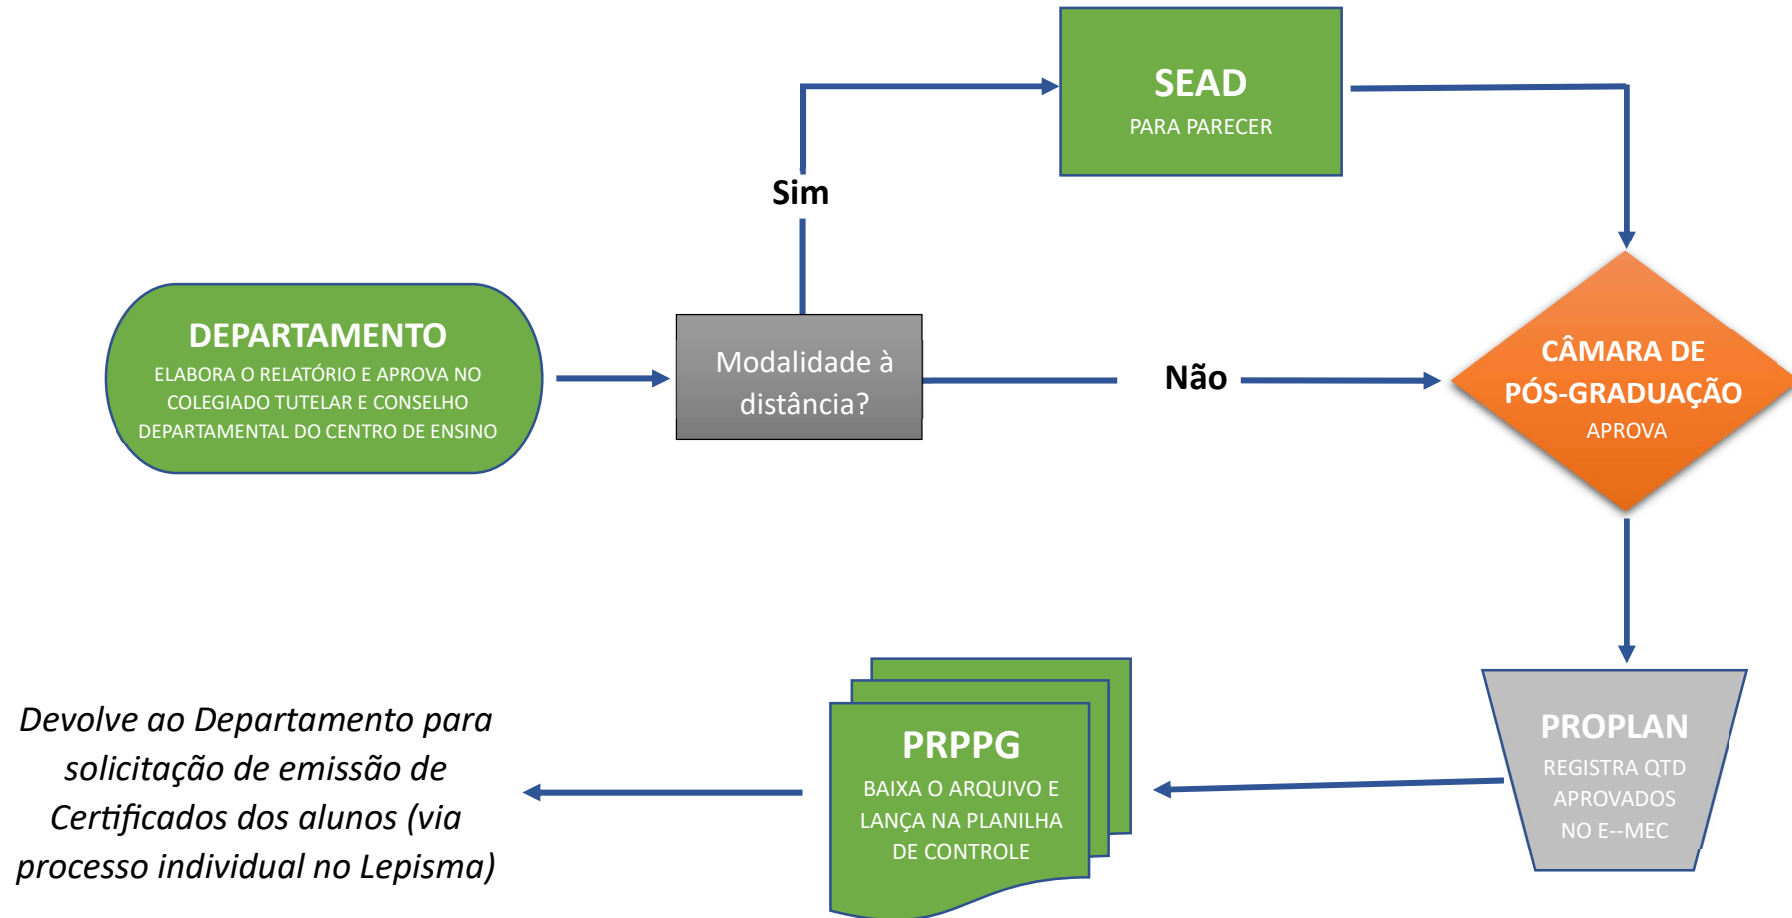 SEAD
PARA PARECER
Sim
DEPARTAMENTO
ELABORA O RELATÓRIO E APROVA NO
COLEGIADO TUTELAR E CONSELHO
DEPARTAMENTAL DO CENTRO DE ENSINO
Modalidade à
distância?
Não
CÂMARA DE
PÓS-GRADUAÇÃO
APROVA
PROPLAN
REGISTRA QTD
APROVADOS
NO E--MEC
PRPPG
BAIXA O ARQUIVO E
LANÇA NA PLANILHA
DE CONTROLE
Devolve ao Departamento para
solicitação de emissão de
Certificados dos alunos (via
processo individual no Lepisma)